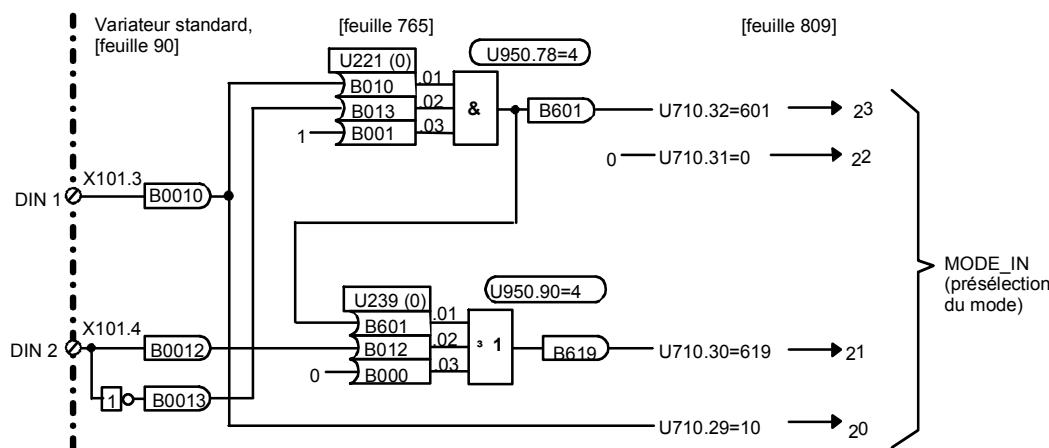 Variateur standard,
[feuille 90]
[feuille 765]
[feuille 809]
U221 (0)
U950.78=4
B010
.01
B013
.02
1
B001
.03
&
B601
U710.32=601
2³
0
U710.31=0
2²
DIN 1
X101.3
B0010
MODE_IN
(présélection
du mode)
U239 (0)
U950.90=4
B601
.01
B012
.02
0
B000
.03
³ 1
B619
U710.30=619
2¹
DIN 2
X101.4
B0012
1
B0013
U710.29=10
2⁰